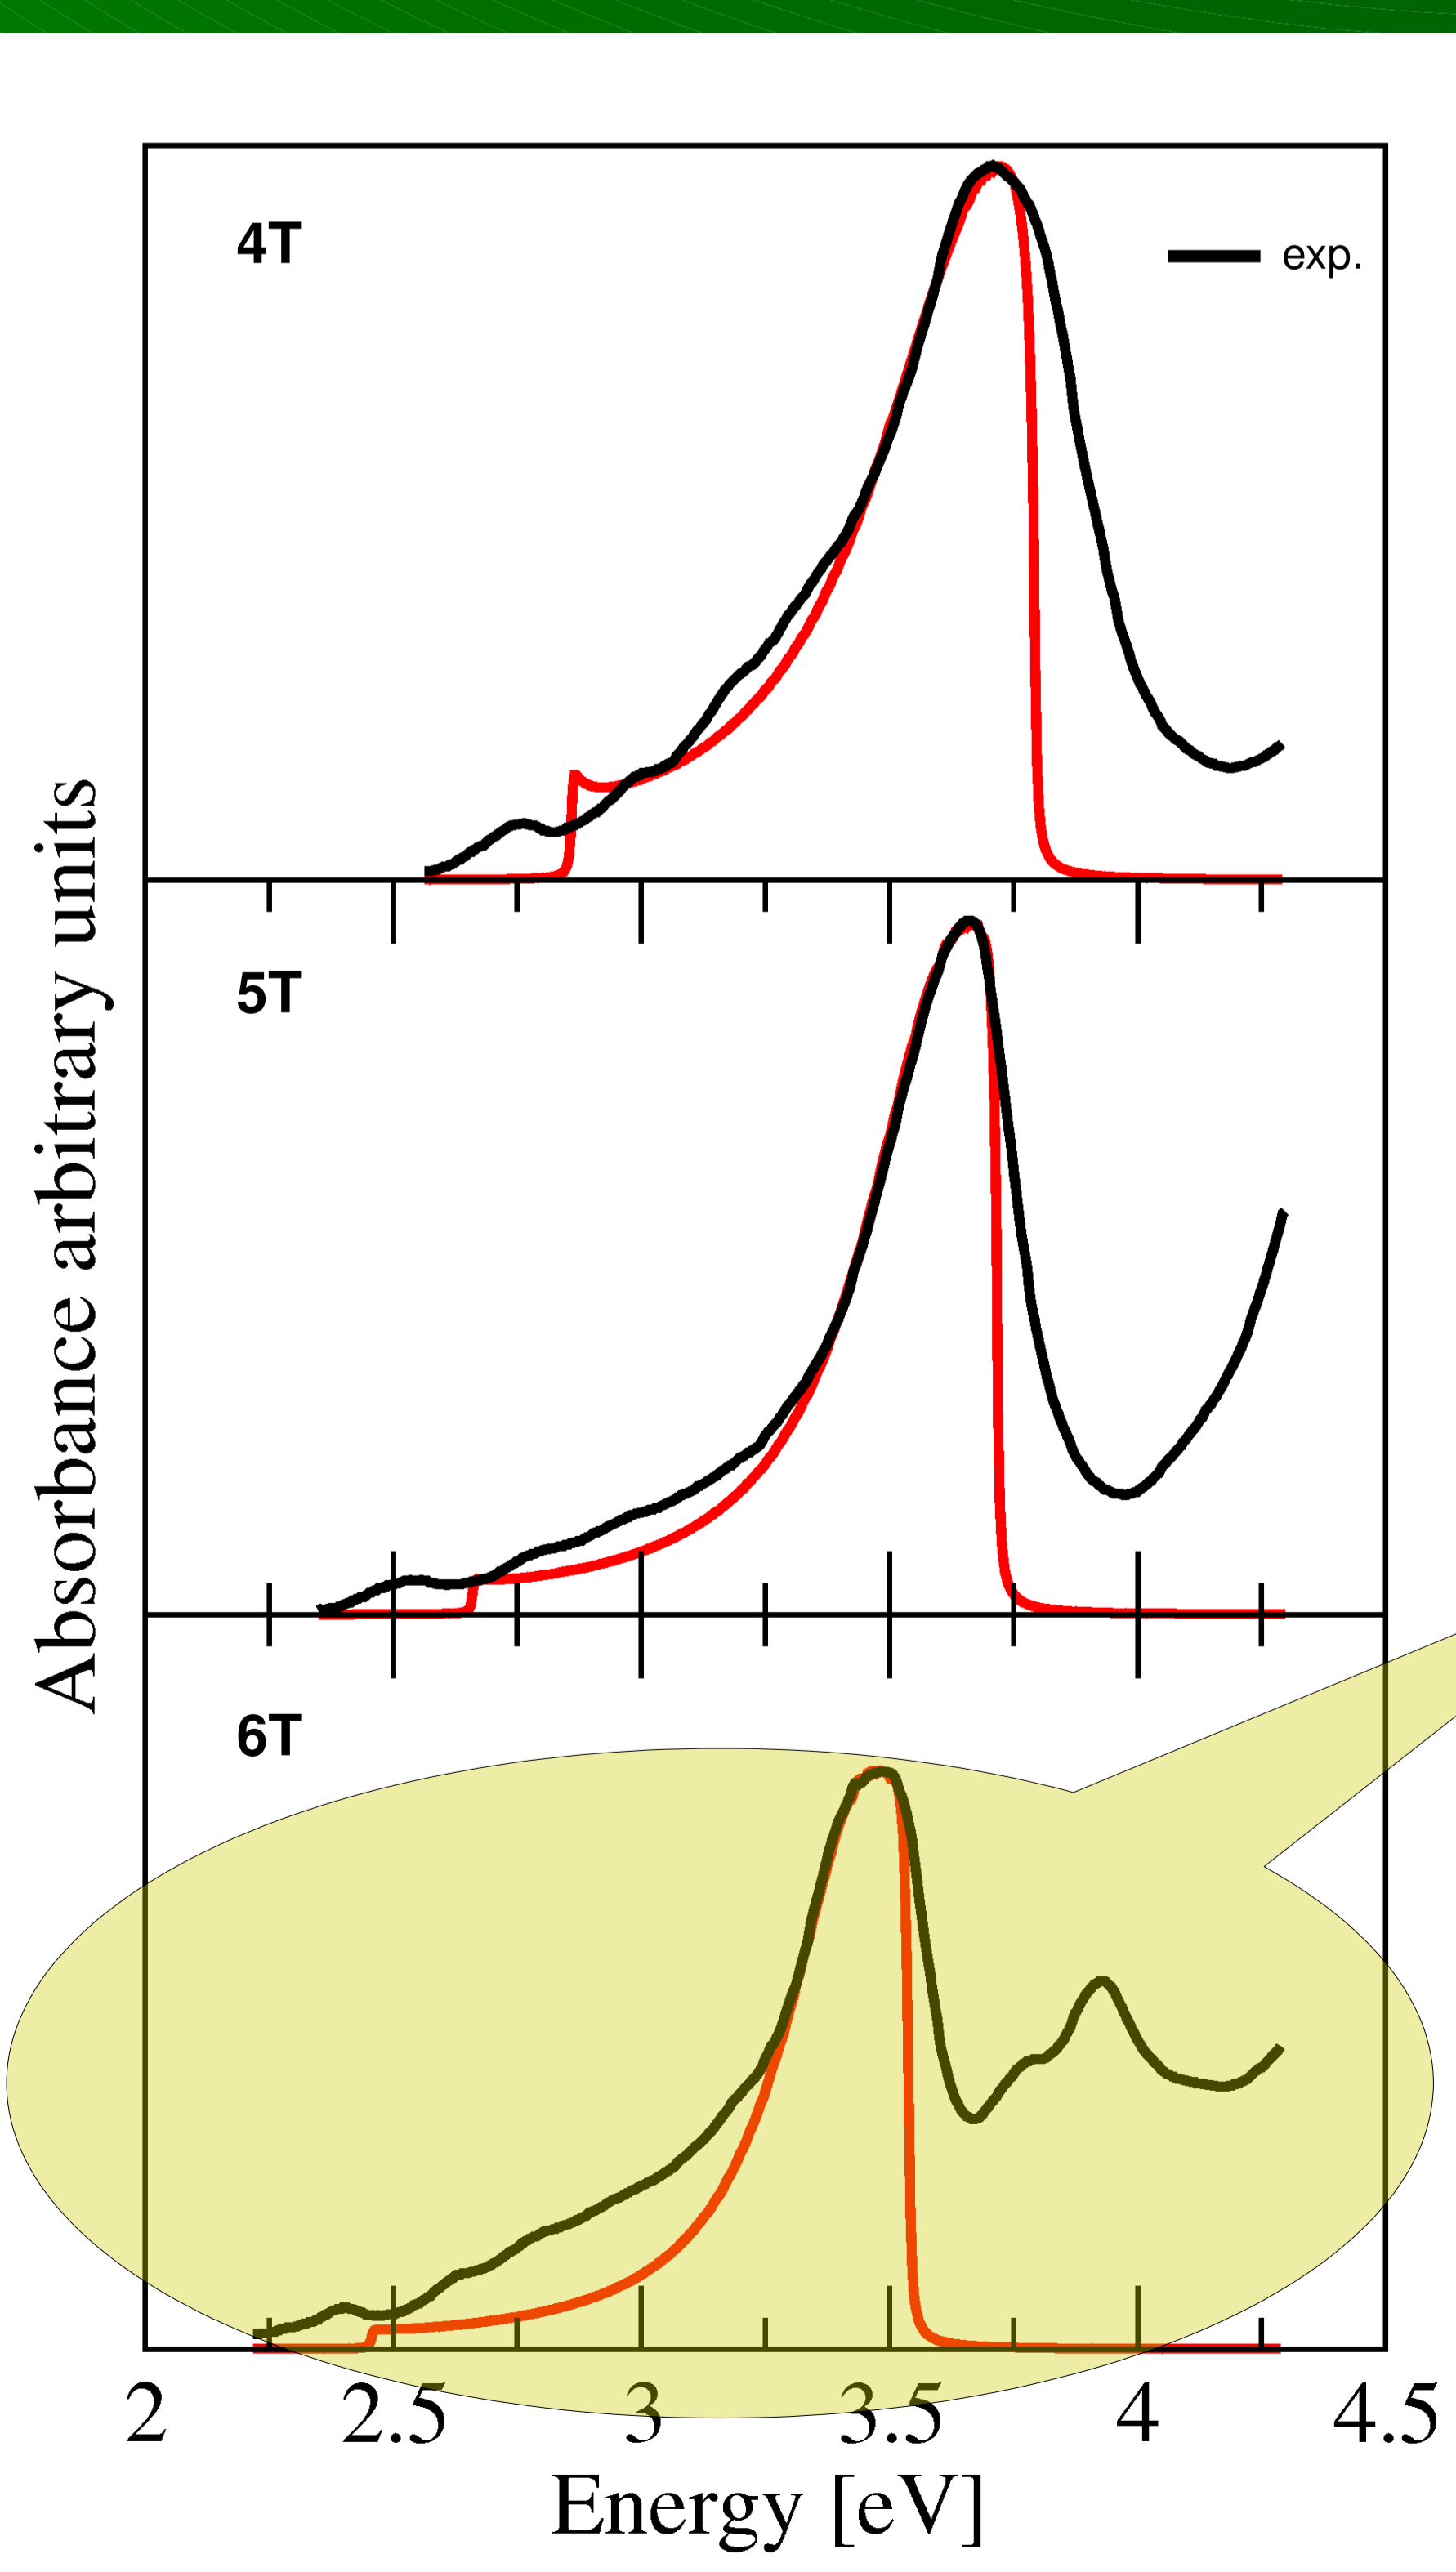 4T
exp.
5T
6T
Absorbance arbitrary units
2 2.5 3 3.5 4 4.5
Energy [eV]